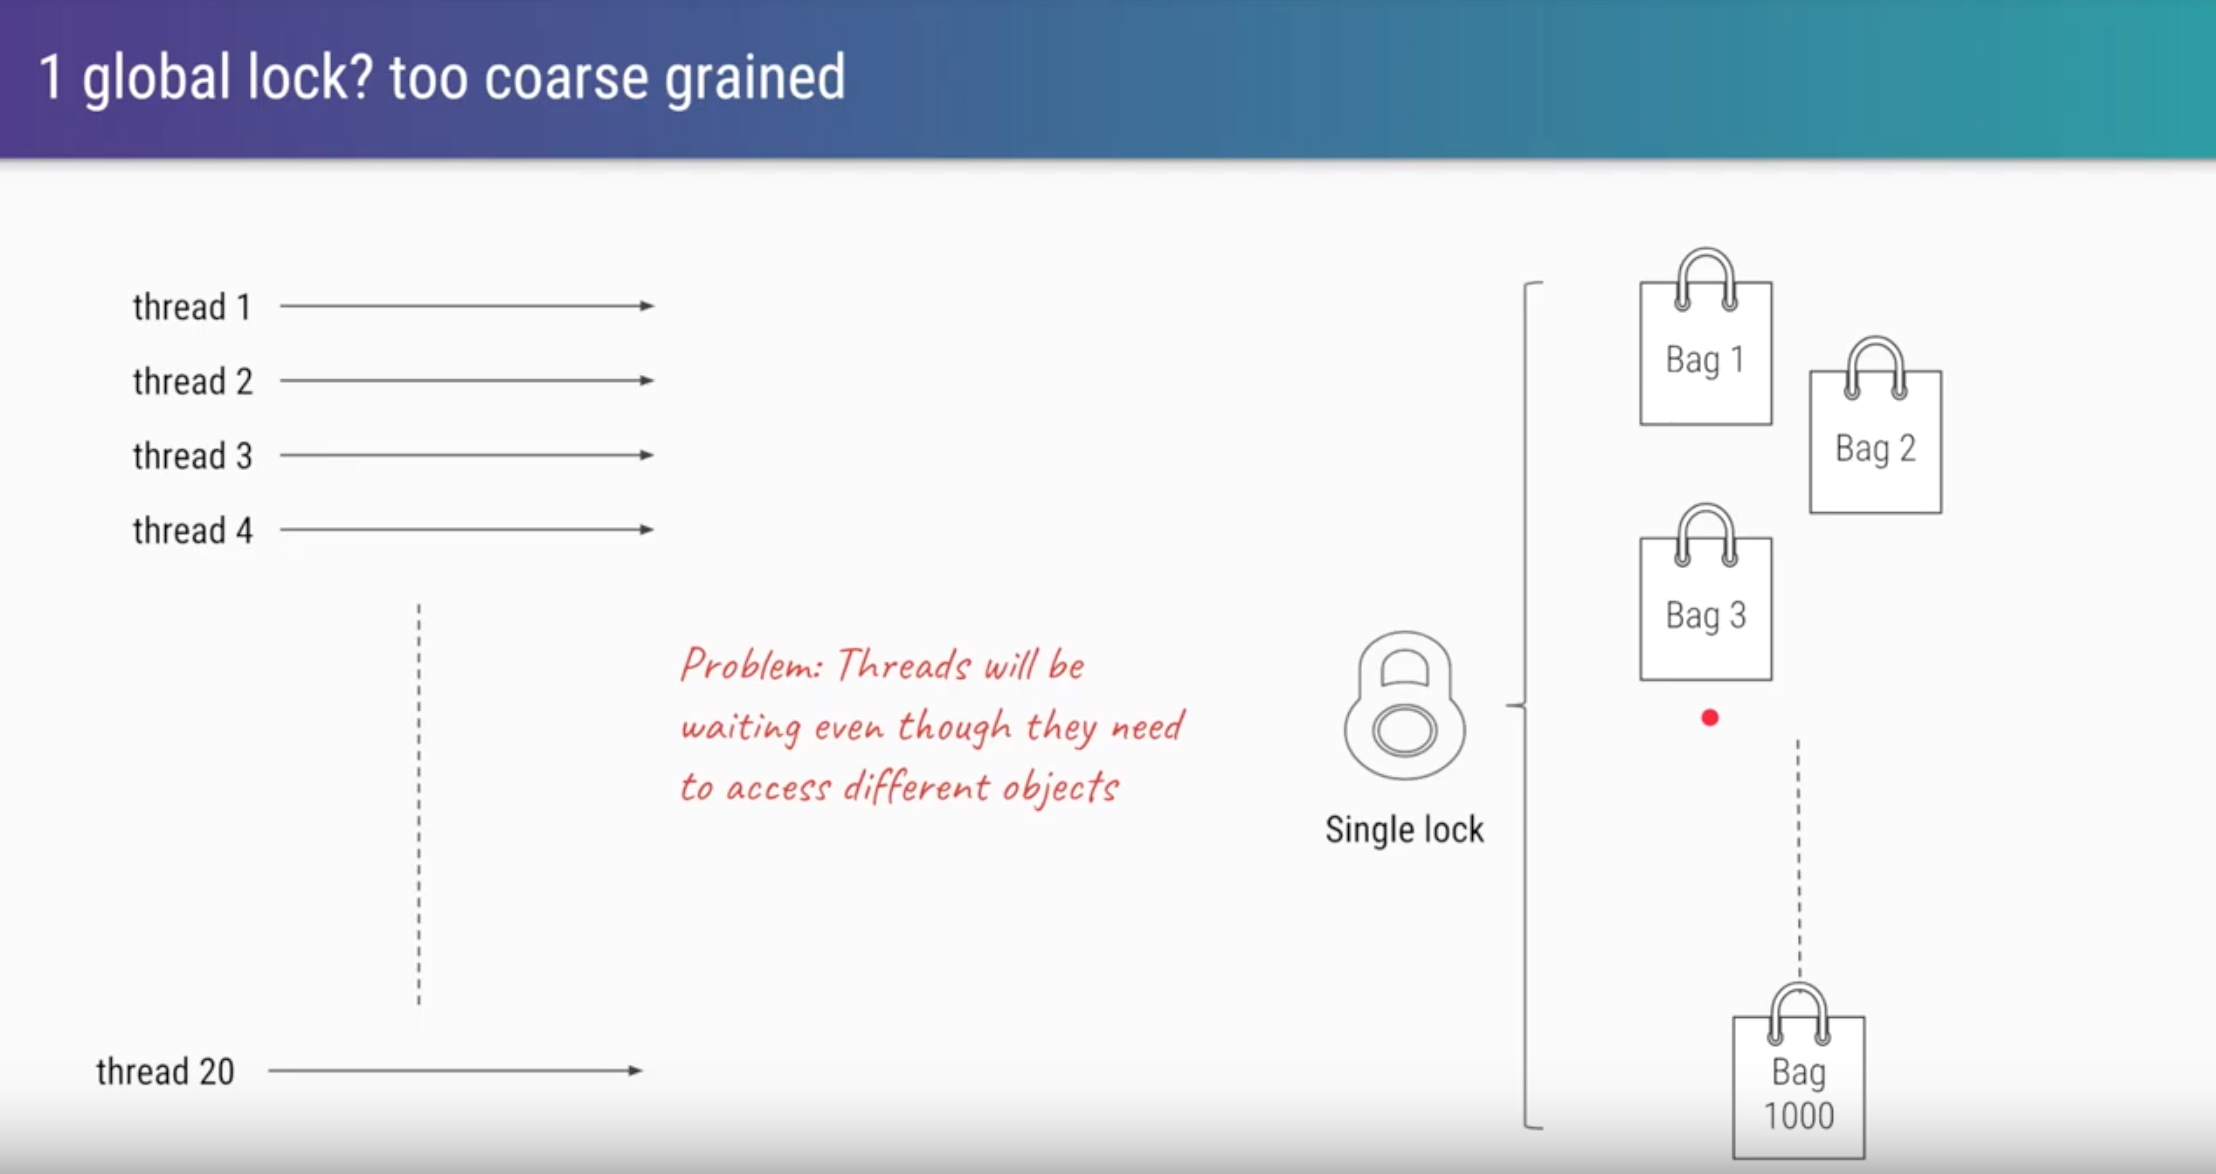 1 global lock? too coarse grained
thread 1
thread 2
thread 3
thread 4
thread 20
Problem: Threads will be
waiting even though they need
to access different objects
Single lock
Bag 1
Bag 2
Bag 3
Bag
1000